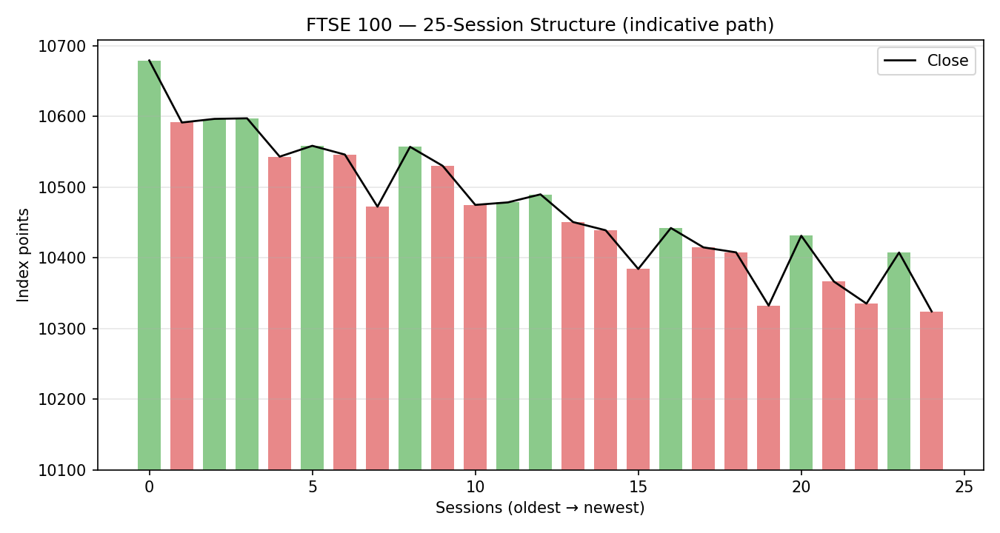 FTSE 100 — 25-Session Structure (indicative path)
Close
Index points
10700
10600
10500
10400
10300
10200
10100
0 5 10 15 20 25
Sessions (oldest → newest)